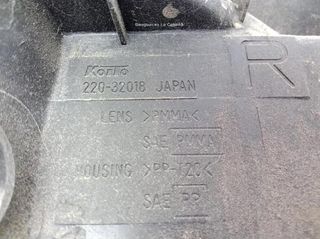 Koito
220-32018 JAPAN
R
LENS >PMMA<
SAE PMMA
HOUSING >PP-T20<
SAE PP